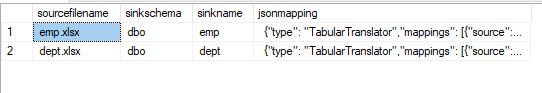 sourcefilename sinkschema sinkname jsonmapping
1 emp.xlsx dbo emp {"type": "TabularTranslator","mappings": [{"source":...
2 dept.xlsx dbo dept {"type": "TabularTranslator","mappings": [{"source":...